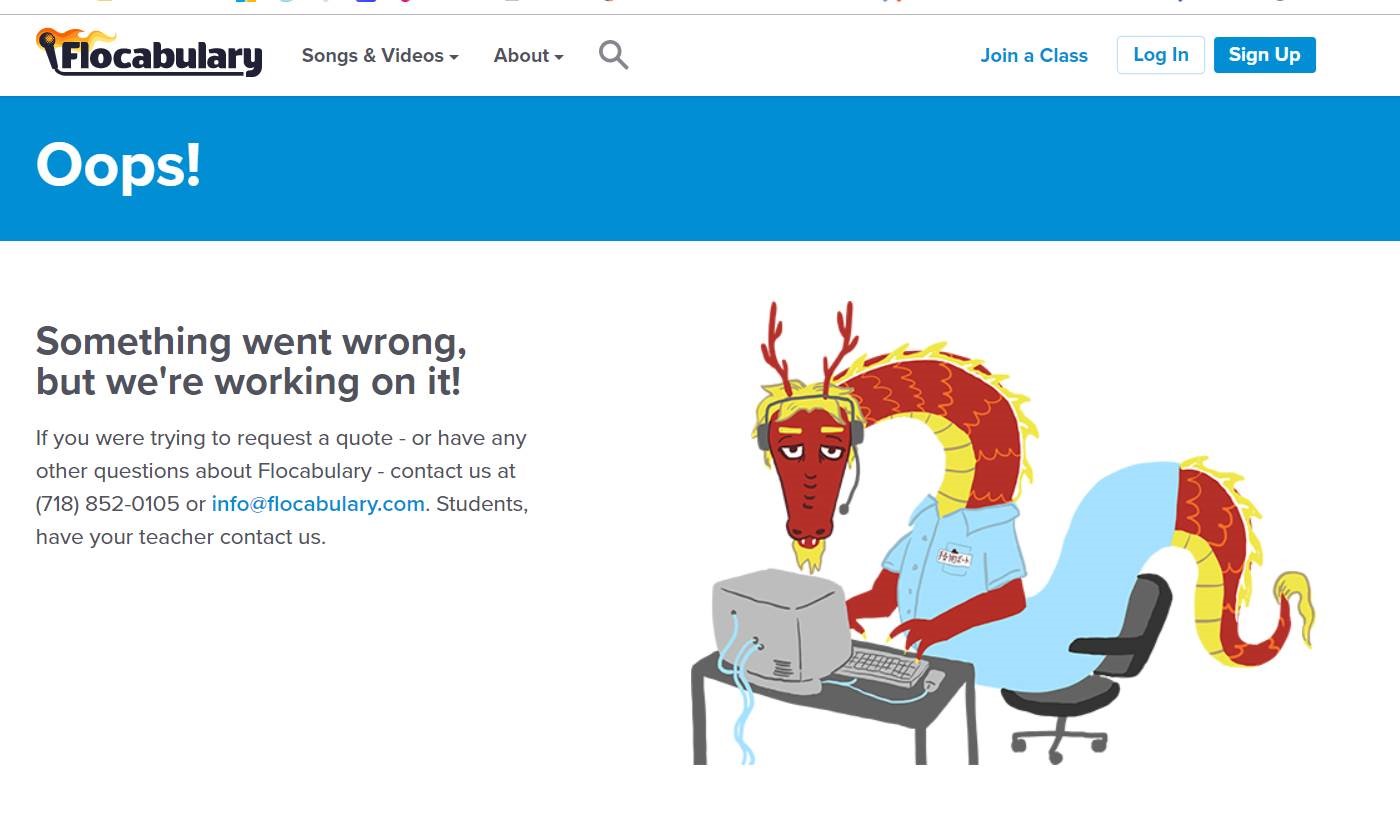 Flocabulary
Songs & Videos
About
Join a Class
Log In
Sign Up
Oops!
Something went wrong,
but we're working on it!
If you were trying to request a quote - or have any
other questions about Flocabulary - contact us at
(718) 852-0105 or info@flocabulary.com. Students,
have your teacher contact us.